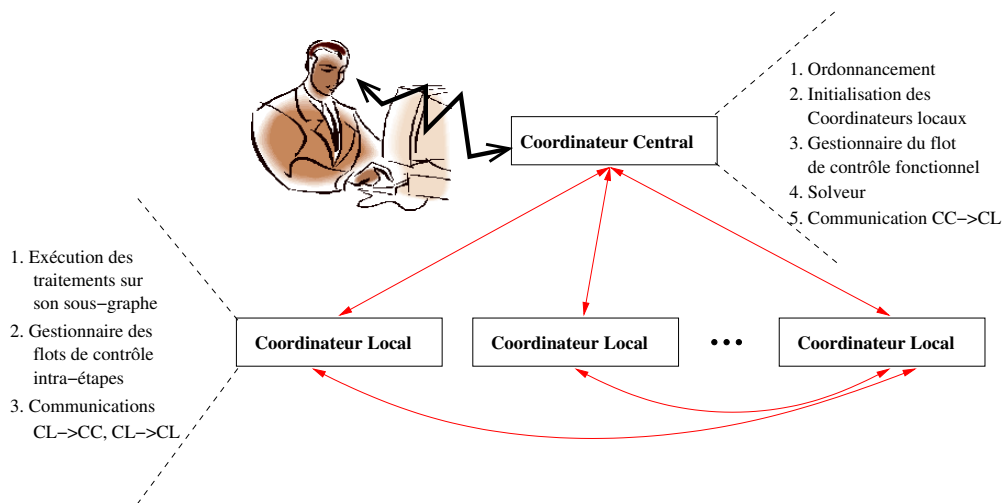 1. Ordonnancement
2. Initialisation des
Coordinateurs locaux
3. Gestionnaire du flot
de contrôle fonctionnel
4. Solveur
5. Communication CC−>CL
Coordinateur Central
1. Exécution des
traitements sur
son sous−graphe
2. Gestionnaire des
flots de contrôle
intra−étapes
3. Communications
CL−>CC, CL−>CL
Coordinateur Local
Coordinateur Local
•••
Coordinateur Local